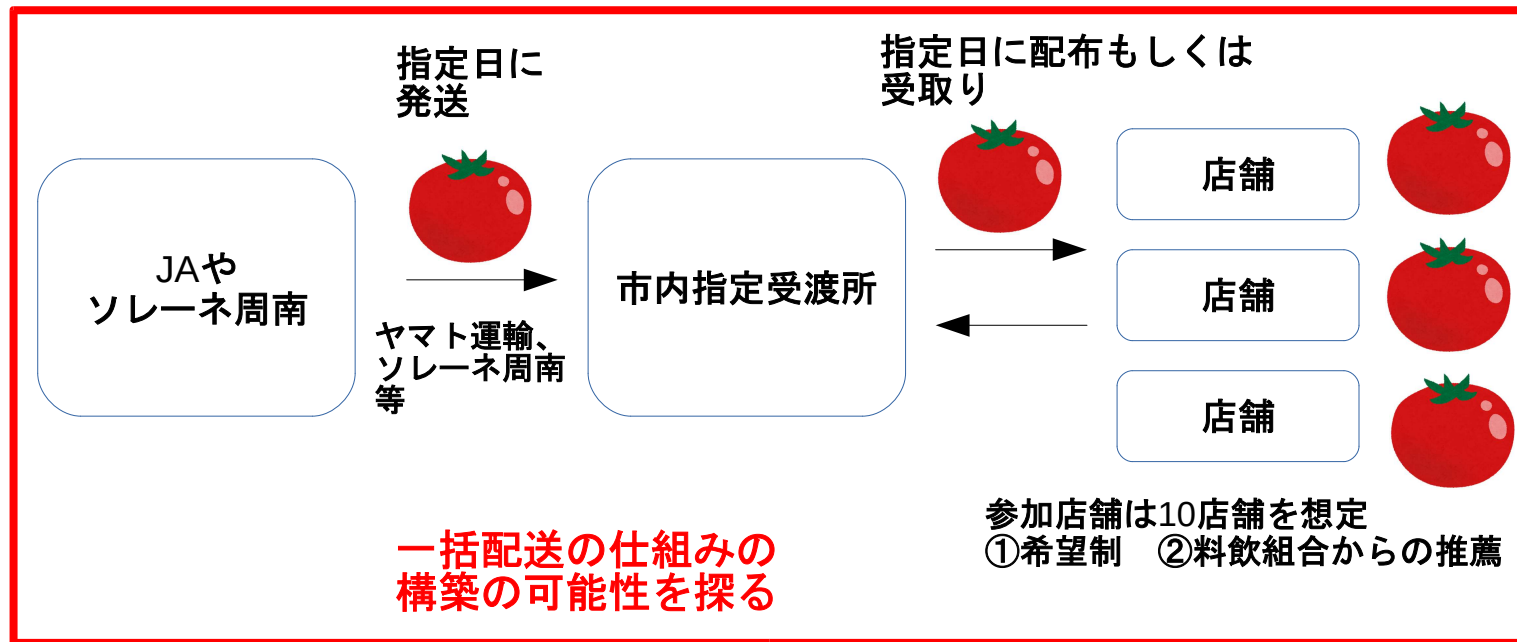 指定日に
発送
指定日に配布もしくは
受取り
JAや
ソレーネ周南
ヤマト運輸、
ソレーネ周南
等
市内指定受渡所
店舗
店舗
店舗
参加店舗は10店舗を想定
①希望制　②料飲組合からの推薦
一括配送の仕組みの
構築の可能性を探る